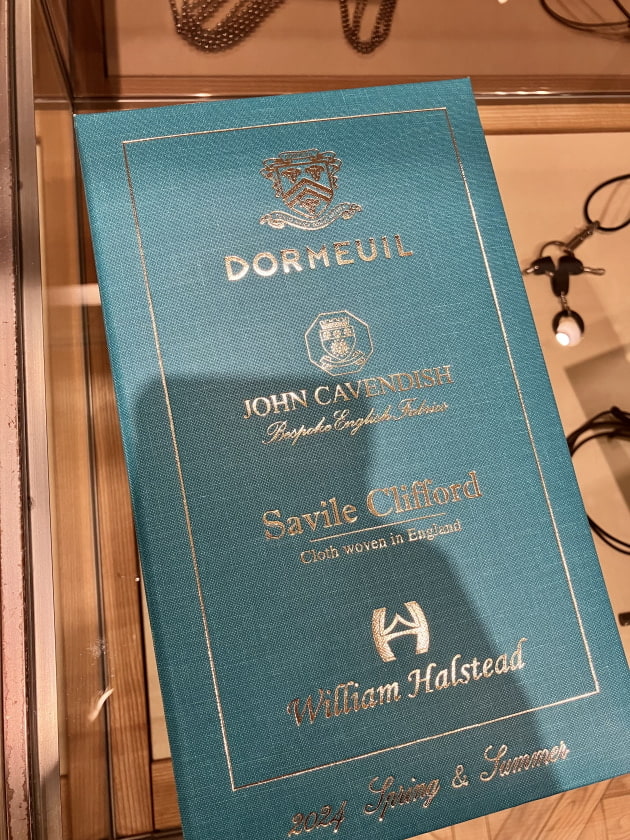 DORMEUIL
JOHN CAVENDISH
Bespoke English Fabrics
Savile Clifford
Cloth woven in England
William Halstead
2024 Spring & Summer